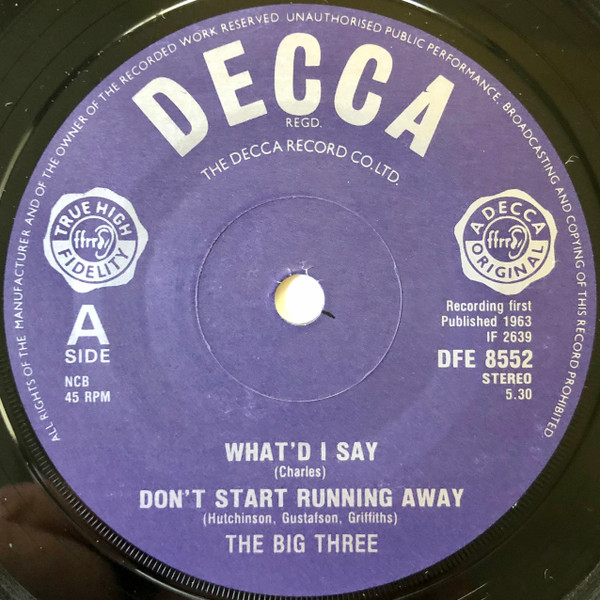 ALL RIGHTS OF THE MANUFACTURER AND OF THE OWNER OF THE RECORDED WORK RESERVED. UNAUTHORISED PUBLIC PERFORMANCE, BROADCASTING AND COPYING OF THIS RECORD PROHIBITED
DECCA
REGD.
THE DECCA RECORD CO. LTD.
TRUE HIGH
ffrr
FIDELITY
A DECCA
ffrr
ORIGINAL
A
SIDE
NCB
45 RPM
Recording first
Published 1963
IF 2639
DFE 8552
STEREO
5.30
WHAT'D I SAY
(Charles)
DON'T START RUNNING AWAY
(Hutchinson, Gustafson, Griffiths)
THE BIG THREE